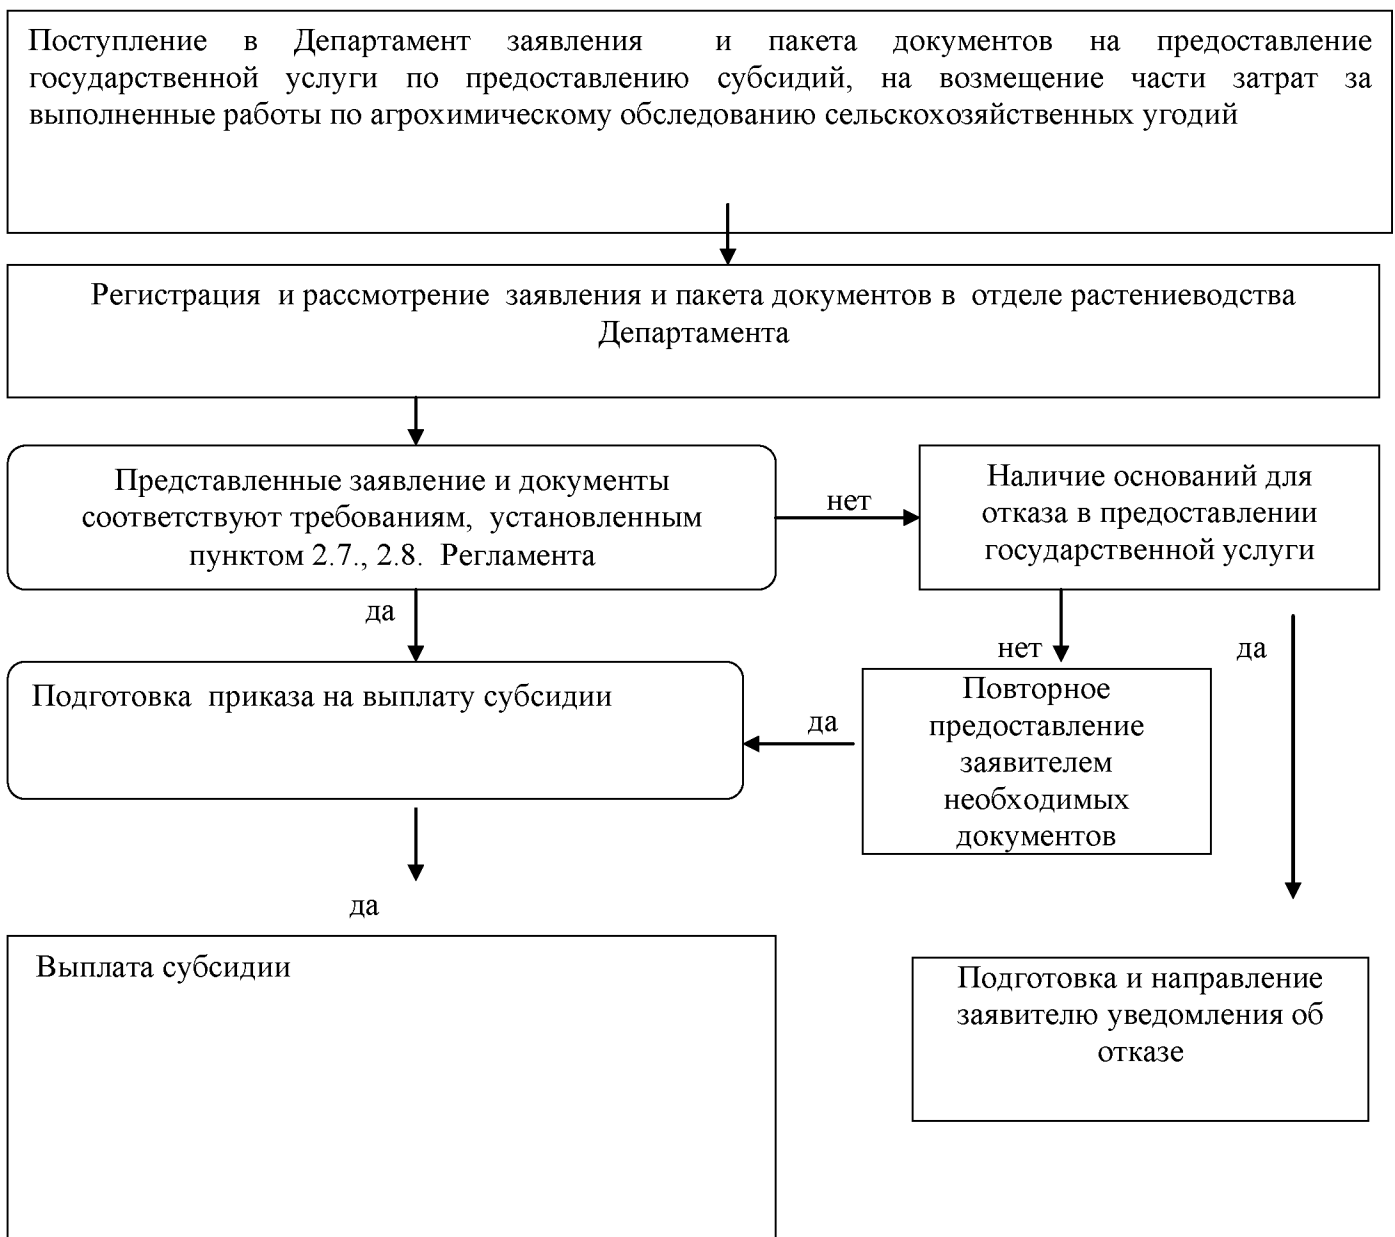 Поступление в Департамент заявления и пакета документов на предоставление
государственной услуги по предоставлению субсидий, на возмещение части затрат за
выполненные работы по агрохимическому обследованию сельскохозяйственных угодий
Регистрация и рассмотрение заявления и пакета документов в отделе растениеводства
Департамента
Представленные заявление и документы
соответствуют требованиям, установленным
пунктом 2.7., 2.8. Регламента
нет
Наличие оснований для
отказа в предоставлении
государственной услуги
да
нет
да
Подготовка приказа на выплату субсидии
да
Повторное
предоставление
заявителем
необходимых
документов
да
Выплата субсидии
Подготовка и направление
заявителю уведомления об
отказе